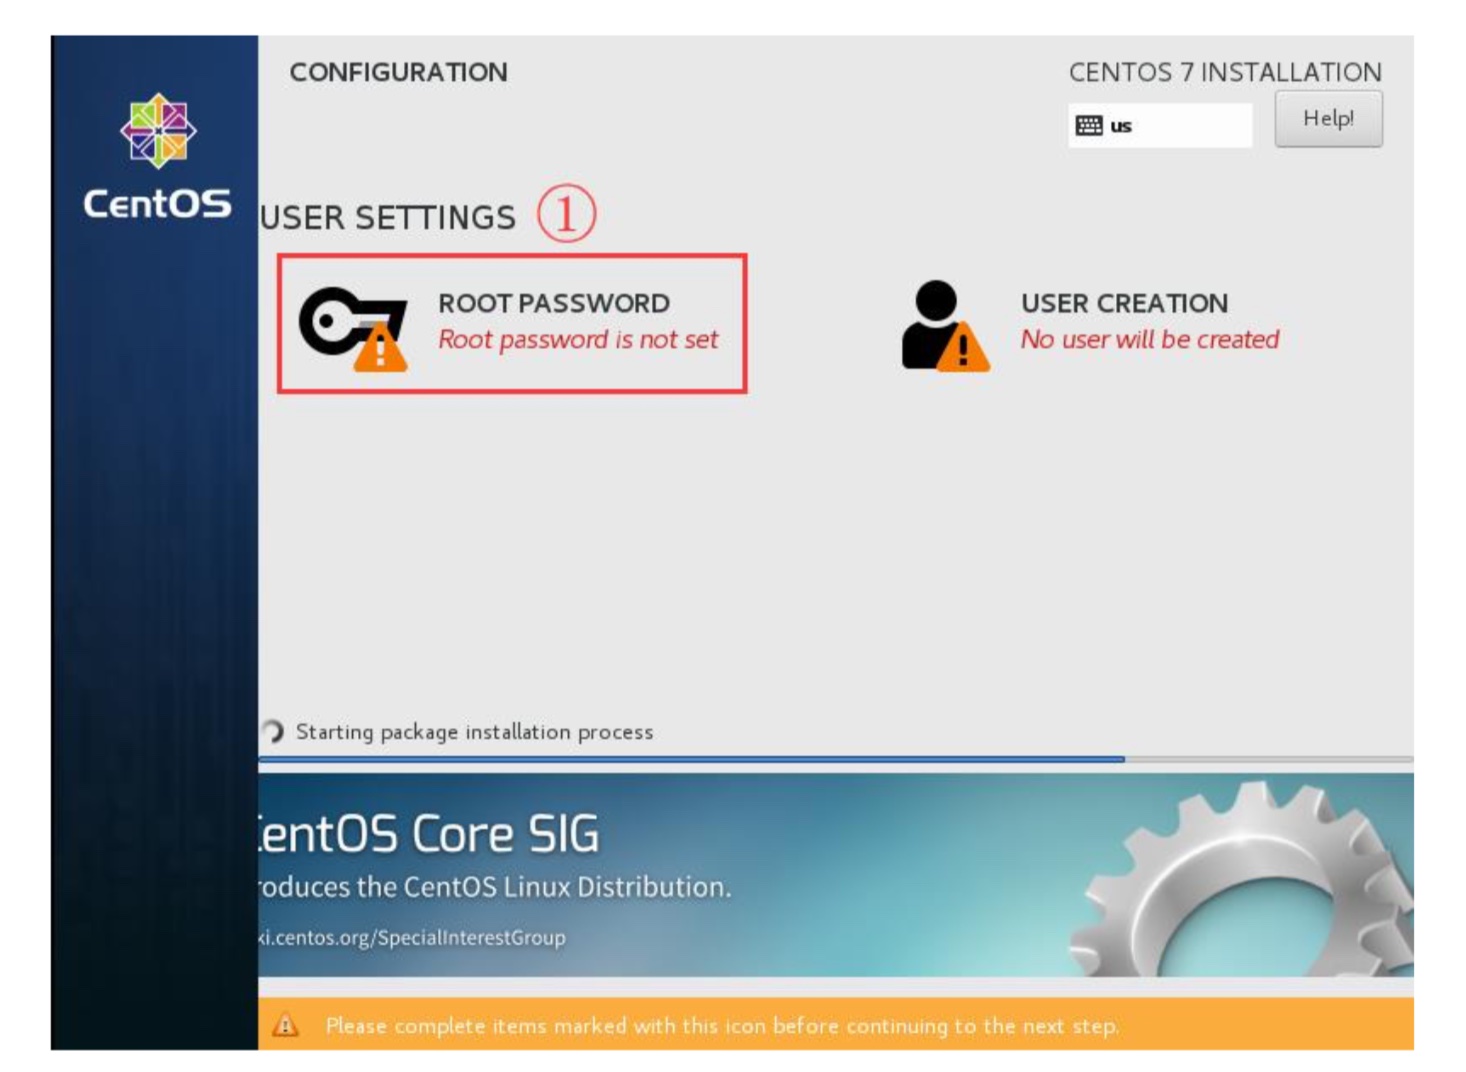 CONFIGURATION
CENTOS 7 INSTALLATION
us
Help!
CentOS
USER SETTINGS ①
ROOT PASSWORD
Root password is not set
USER CREATION
No user will be created
Starting package installation process
entOS Core SIG
oduces the CentOS Linux Distribution.
ki.centos.org/SpecialInterestGroup
Please complete items marked with this icon before continuing to the next step.